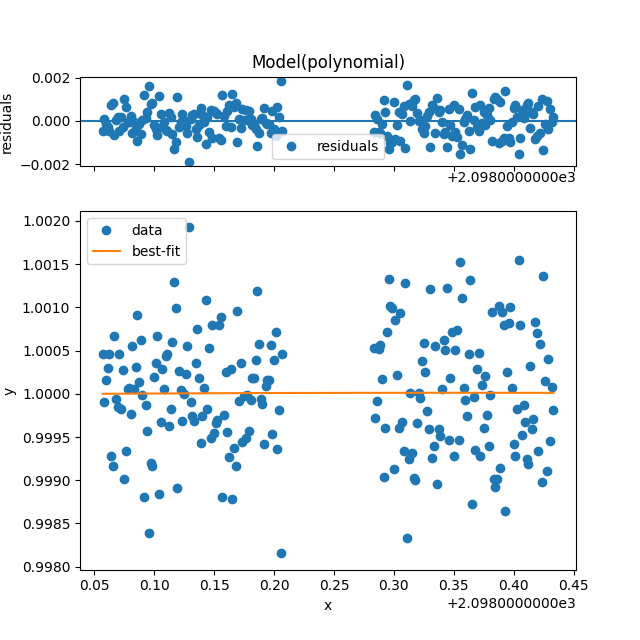 Model(polynomial)
0.002
0.000
−0.002
residuals
residuals
+2.0980000000e3
1.0020
1.0015
1.0010
1.0005
1.0000
0.9995
0.9990
0.9985
0.9980
y
data
best-fit
0.05 0.10 0.15 0.20 0.25 0.30 0.35 0.40 0.45
x
+2.0980000000e3